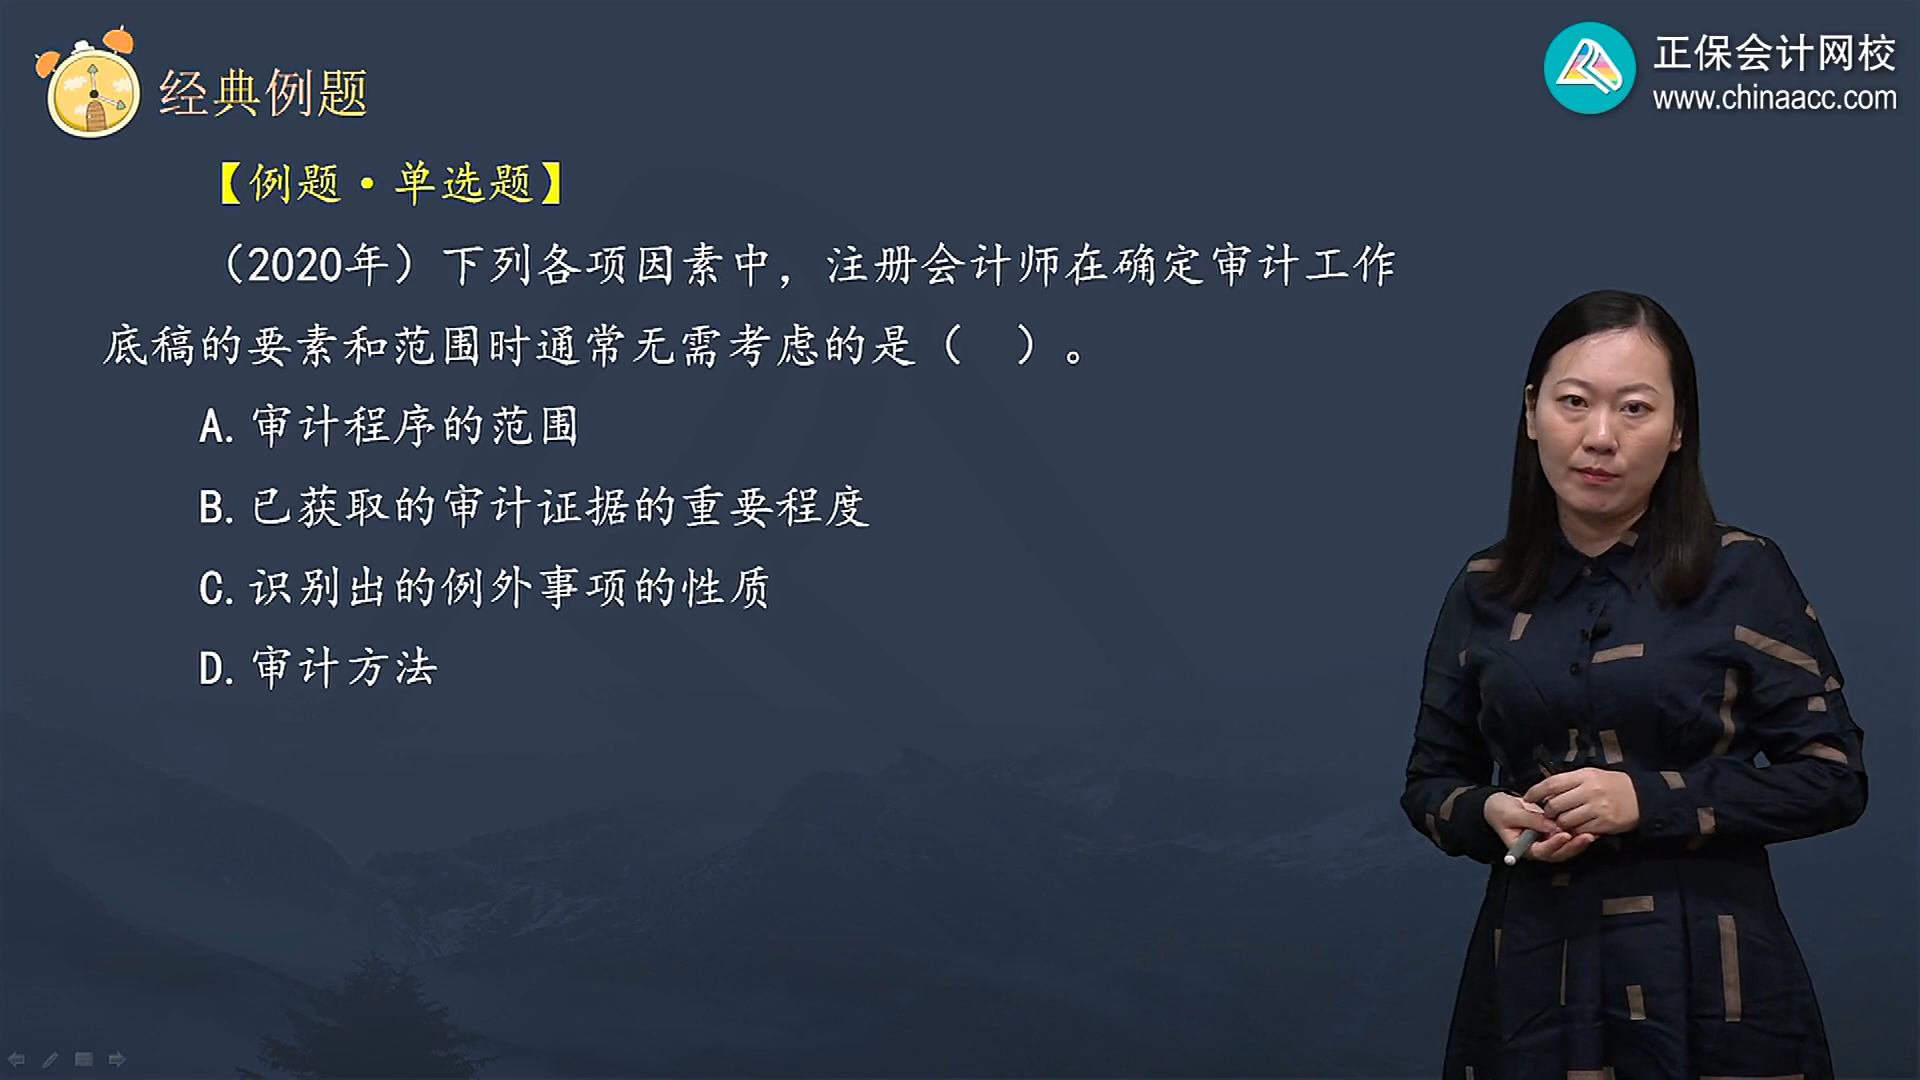 正保会计网校
www.chinaacc.com
经典例题
【例题·单选题】
（2020年）下列各项因素中，注册会计师在确定审计工作
底稿的要素和范围时通常无需考虑的是（　）。
A. 审计程序的范围
B. 已获取的审计证据的重要程度
C. 识别出的例外事项的性质
D. 审计方法